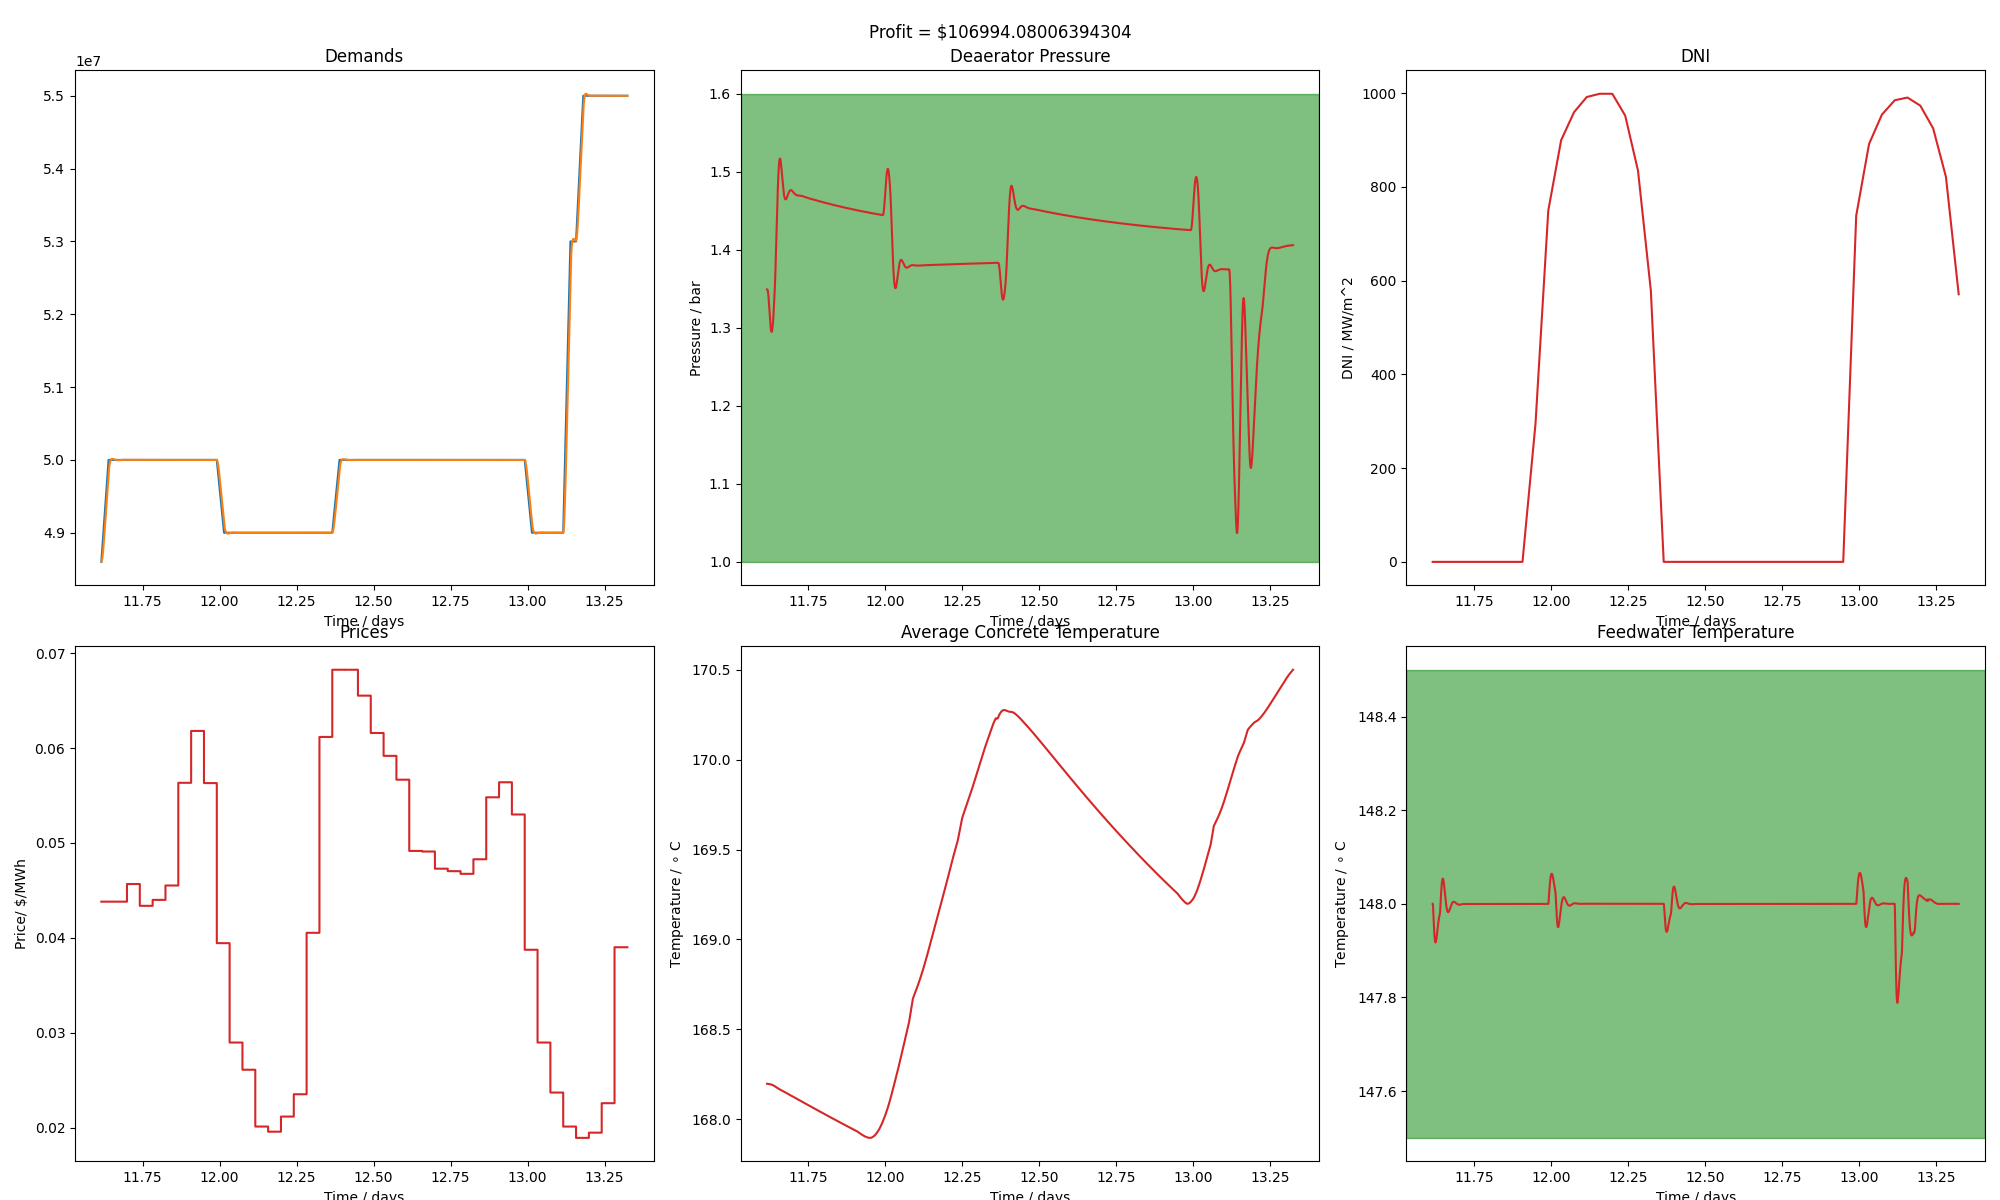 Profit = $106994.08006394304
Demands
1e7
5.5
5.4
5.3
5.2
5.1
5.0
4.9
11.75 12.00 12.25 12.50 12.75 13.00 13.25
Time / days
Deaerator Pressure
Pressure / bar
1.6
1.5
1.4
1.3
1.2
1.1
1.0
11.75 12.00 12.25 12.50 12.75 13.00 13.25
Time / days
DNI
DNI / MW/m^2
1000
800
600
400
200
0
11.75 12.00 12.25 12.50 12.75 13.00 13.25
Time / days
Prices
Price/ $/MWh
0.07
0.06
0.05
0.04
0.03
0.02
11.75 12.00 12.25 12.50 12.75 13.00 13.25
Time / days
Average Concrete Temperature
Temperature / ∘ C
170.5
170.0
169.5
169.0
168.5
168.0
11.75 12.00 12.25 12.50 12.75 13.00 13.25
Time / days
Feedwater Temperature
Temperature / ∘ C
148.4
148.2
148.0
147.8
147.6
11.75 12.00 12.25 12.50 12.75 13.00 13.25
Time / days